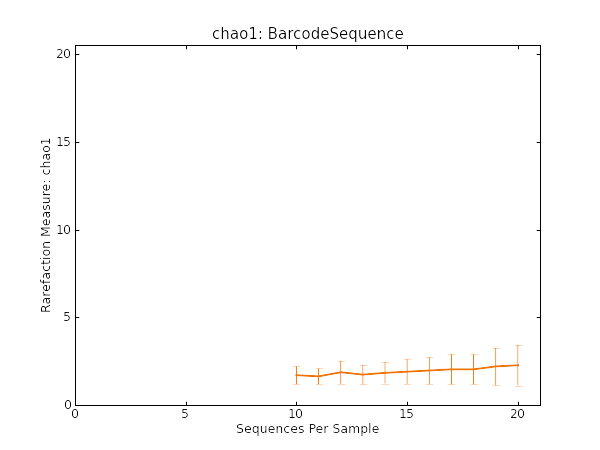 chao1: BarcodeSequence
Rarefaction Measure: chao1
20
15
10
5
0
0 5 10 15 20
Sequences Per Sample